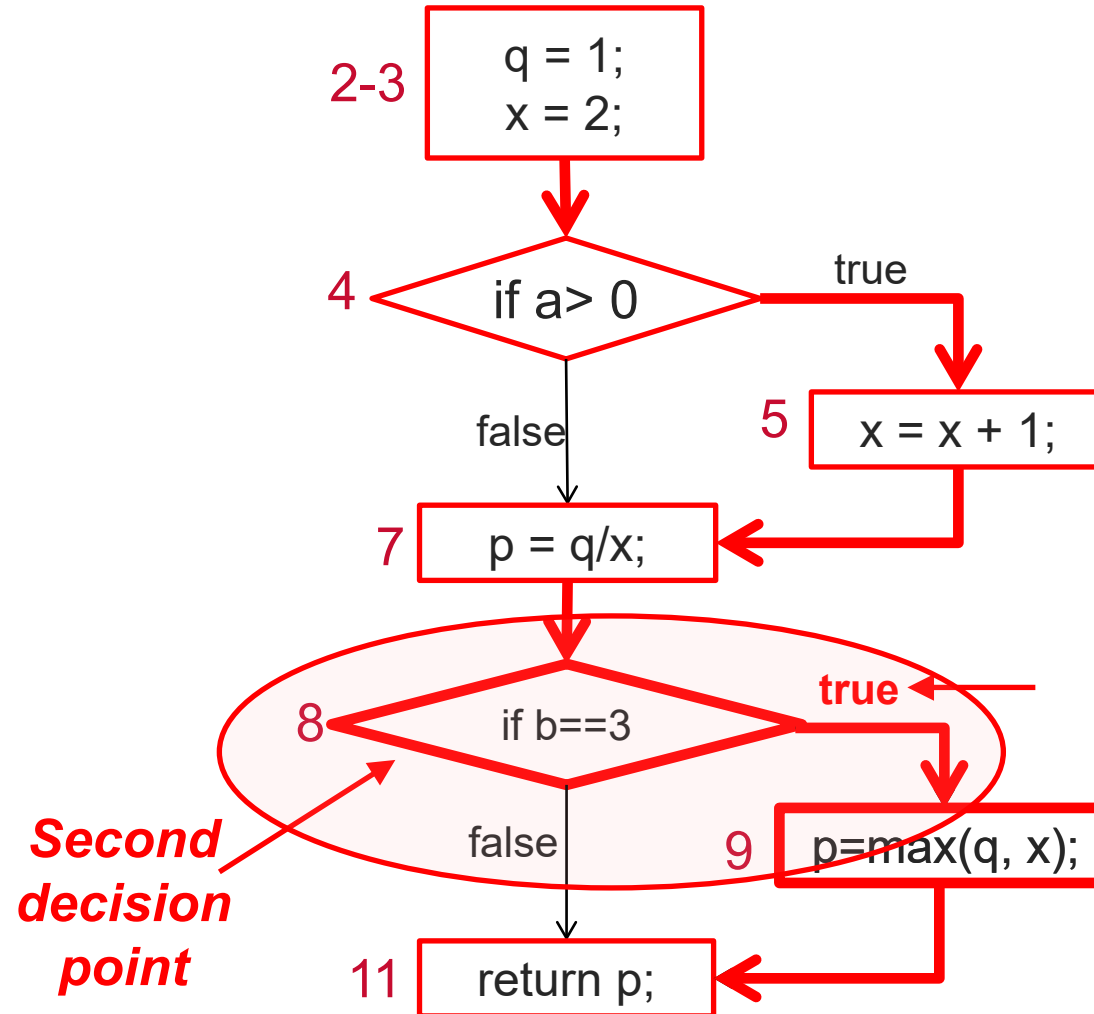 2-3
q = 1;
x = 2;
4
if a> 0
true
false
5
x = x + 1;
7
p = q/x;
true
8
if b==3
Second
decision
point
false
9
p=max(q, x);
11
return p;